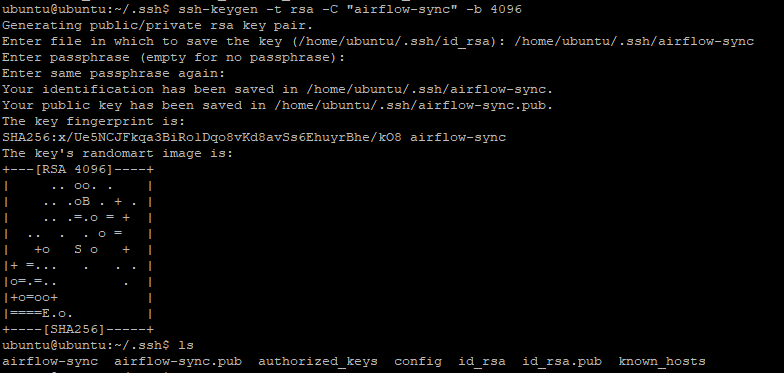 ubuntu@ubuntu:~/.ssh$ ssh-keygen -t rsa -C "airflow-sync" -b 4096
Generating public/private rsa key pair.
Enter file in which to save the key (/home/ubuntu/.ssh/id_rsa): /home/ubuntu/.ssh/airflow-sync
Enter passphrase (empty for no passphrase):
Enter same passphrase again:
Your identification has been saved in /home/ubuntu/.ssh/airflow-sync.
Your public key has been saved in /home/ubuntu/.ssh/airflow-sync.pub.
The key fingerprint is:
SHA256:x/Ue5NCJFkqa3BiRolDqo8vKd8avSs6EhuyrBhe/kO8 airflow-sync
The key's randomart image is:
+---[RSA 4096]----+
|     .. oo. .    |
|    .. .oB . + . |
|    .. .=.o = +  |
|  ..  .  . o =   |
|   +o   S o   +  |
|+ =...   .   . . |
|o=.=..        .  |
|+o=oo+           |
|====E.o.         |
+----[SHA256]-----+
ubuntu@ubuntu:~/.ssh$ ls
airflow-sync  airflow-sync.pub  authorized_keys  config  id_rsa  id_rsa.pub  known_hosts